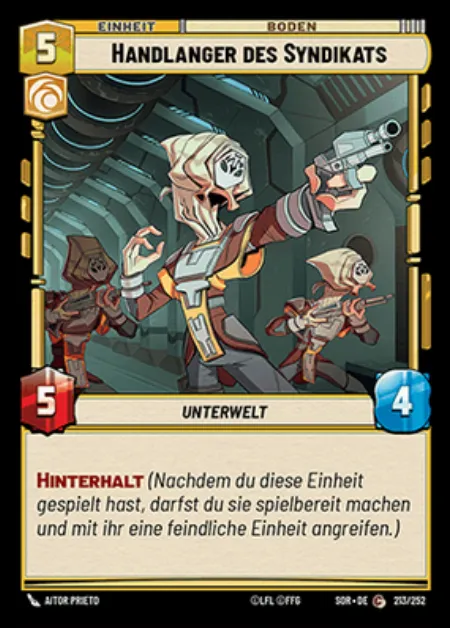 5
EINHEIT
BODEN
HANDLANGER DES SYNDIKATS
5
UNTERWELT
4
HINTERHALT (Nachdem du diese Einheit
gespielt hast, darfst du sie spielbereit machen
und mit ihr eine feindliche Einheit angreifen.)
AITOR PRIETO
©LFL ©FFG
SOR • DE
C
213/252